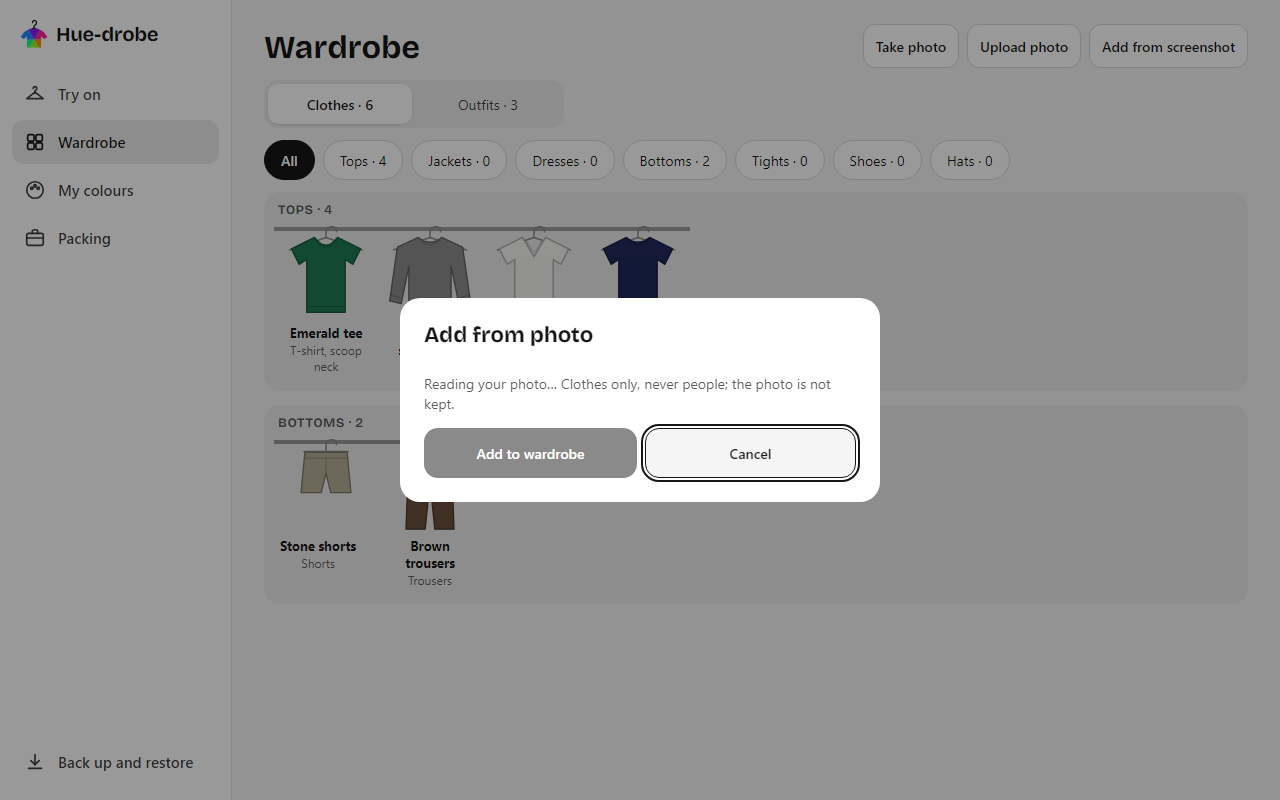 Hue-drobe
Try on
Wardrobe
My colours
Packing
Back up and restore
Wardrobe
Take photo
Upload photo
Add from screenshot
Clothes · 6
Outfits · 3
All
Tops · 4
Jackets · 0
Dresses · 0
Bottoms · 2
Tights · 0
Shoes · 0
Hats · 0
TOPS · 4
Emerald tee
T-shirt, scoop
neck
BOTTOMS · 2
Stone shorts
Shorts
Brown
trousers
Trousers
Add from photo
Reading your photo... Clothes only, never people; the photo is not
kept.
Add to wardrobe
Cancel